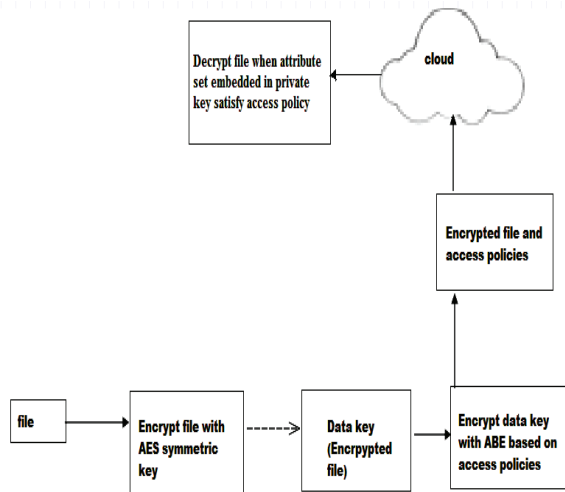 Decrypt file when attribute
set embedded in private
key satisfy access policy
cloud
Encrypted file and
access policies
file
Encrypt file with
AES symmetric
key
Data key
(Encrpypted
file)
Encrypt data key
with ABE based on
access policies